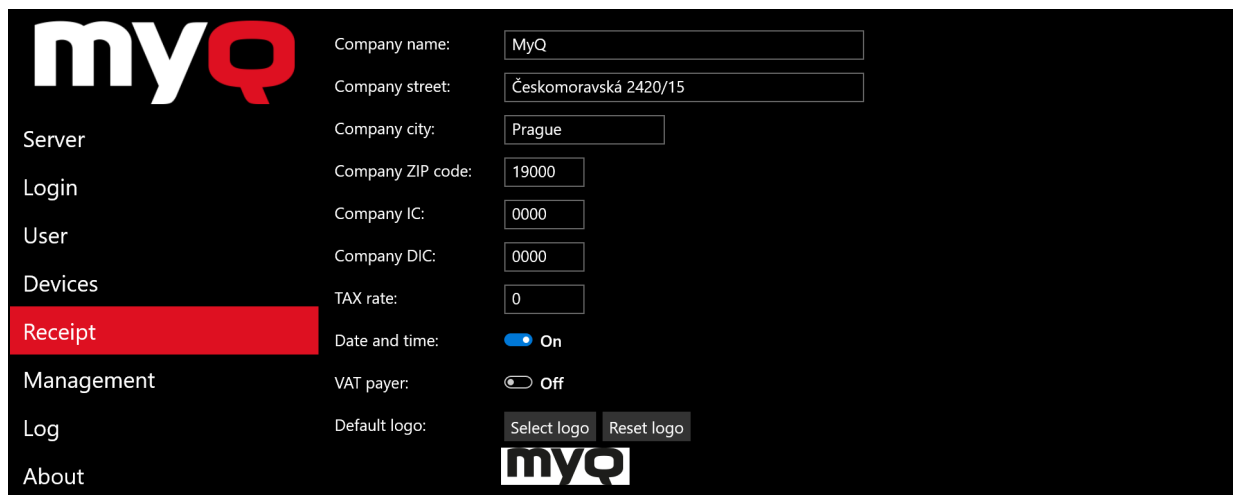 myQ
Server
Login
User
Devices
Receipt
Management
Log
About
Company name: MyQ
Company street: Českomoravská 2420/15
Company city: Prague
Company ZIP code: 19000
Company IC: 0000
Company DIC: 0000
TAX rate: 0
Date and time: On
VAT payer: Off
Default logo: Select logo Reset logo
myQ